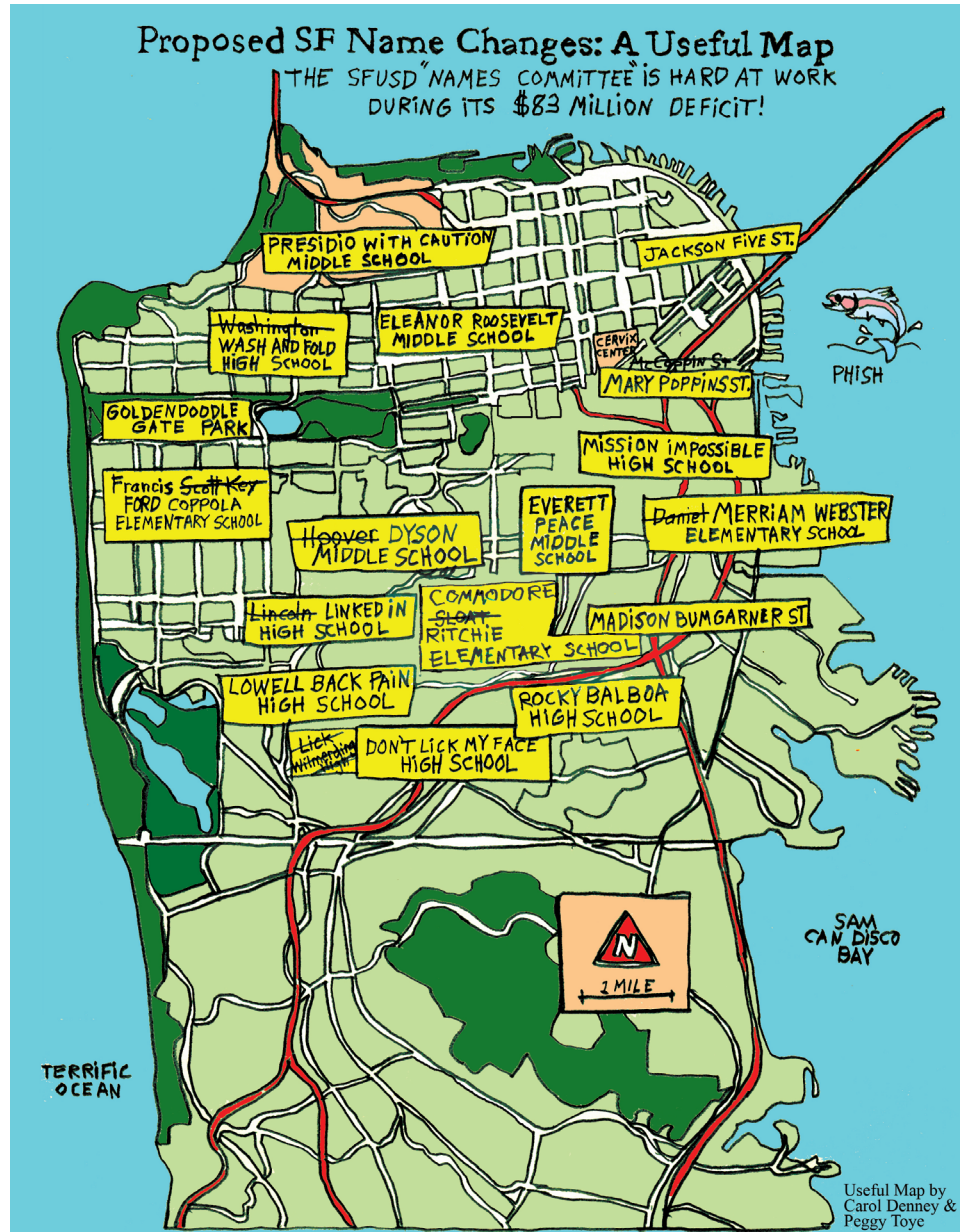 Proposed SF Name Changes: A Useful Map
THE SFUSD "NAMES COMMITTEE" IS HARD AT WORK
DURING ITS $83 MILLION DEFICIT!
PRESIDIO WITH CAUTION
MIDDLE SCHOOL
JACKSON FIVE ST.
Washington
WASH AND FOLD
HIGH SCHOOL
ELEANOR ROOSEVELT
MIDDLE SCHOOL
CERVIX
CENTER
McCoppin St
MARY POPPINS ST.
PHISH
GOLDENDOODLE
GATE PARK
MISSION IMPOSSIBLE
HIGH SCHOOL
Francis Scott Key
FORD COPPOLA
ELEMENTARY SCHOOL
Hoover DYSON
MIDDLE SCHOOL
EVERETT
PEACE
MIDDLE
SCHOOL
Daniel MERRIAM WEBSTER
ELEMENTARY SCHOOL
Lincoln LINKED IN
HIGH SCHOOL
COMMODORE
SLOAT
RITCHIE
ELEMENTARY SCHOOL
MADISON BUMGARNER ST
LOWELL BACK PAIN
HIGH SCHOOL
ROCKY BALBOA
HIGH SCHOOL
Lick
Wilmerding
High
DON'T LICK MY FACE
HIGH SCHOOL
N
1 MILE
SAM
CAN DISCO
BAY
TERRIFIC
OCEAN
Useful Map by
Carol Denney &
Peggy Toye